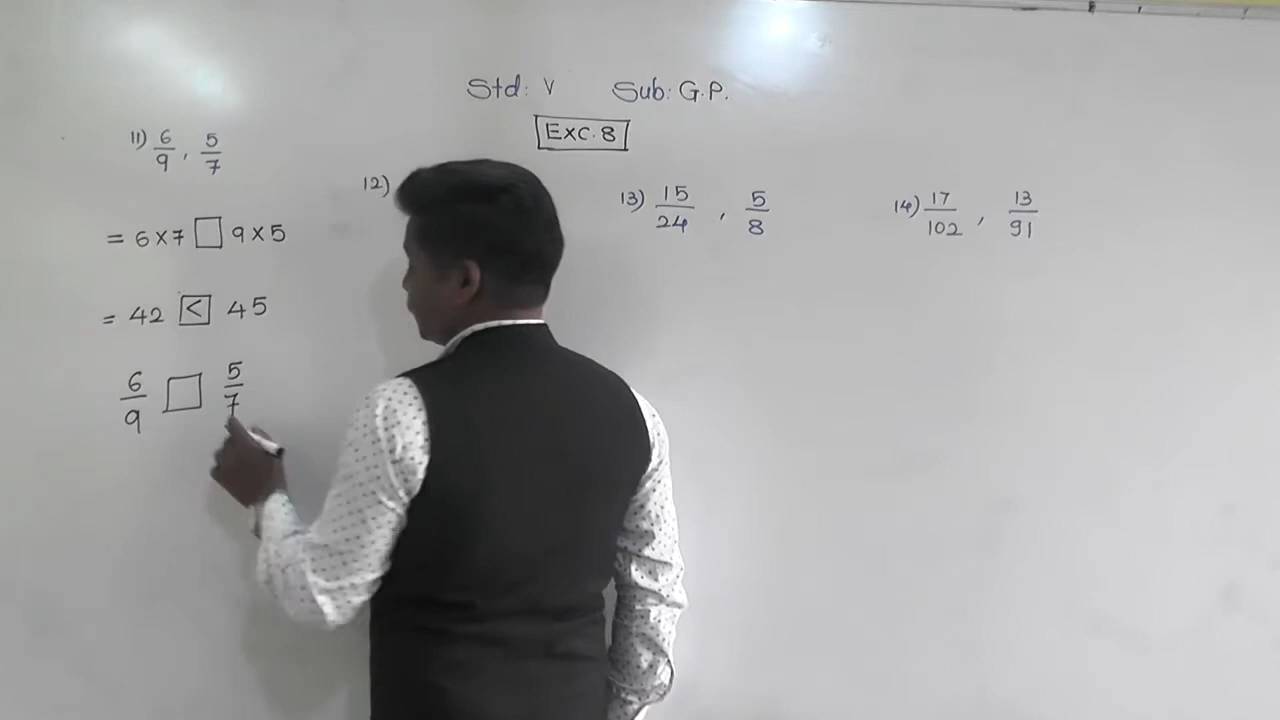 Std: V Sub: G.P.
Exc. 8
11) 6/9 , 5/7
= 6 x 7 □ 9 x 5
= 42 < 45
6/9 □ 5/7
12)
13) 15/24 , 5/8
14) 17/102 , 13/91